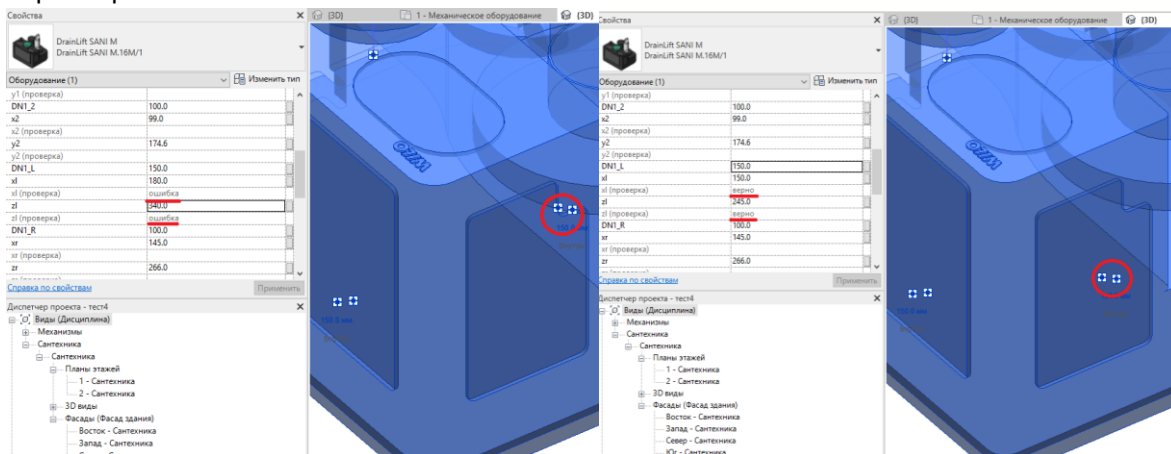 Свойства
DrainLift SANI M
DrainLift SANI M.16M/1
Оборудование (1)
Изменить тип
y1 (проверка)
DN1_2 100.0
x2 99.0
x2 (проверка)
y2 174.6
y2 (проверка)
DN1_L 150.0
xl 180.0
xl (проверка) ошибка
zl 340.0
zl (проверка) ошибка
DN1_R 100.0
xr 145.0
xr (проверка)
zr 266.0
Справка по свойствам
Применить
Диспетчер проекта - тест4
Виды (Дисциплина)
Механизмы
Сантехника
Сантехника
Планы этажей
1 - Сантехника
2 - Сантехника
3D виды
Фасады (Фасад здания)
Восток - Сантехника
Запад - Сантехника
{3D}
1 - Механическое оборудование
{3D}
wilo
150.0 мм
Свойства
DrainLift SANI M
DrainLift SANI M.16M/1
Оборудование (1)
Изменить тип
y1 (проверка)
DN1_2 100.0
x2 99.0
x2 (проверка)
y2 174.6
y2 (проверка)
DN1_L 150.0
xl 150.0
xl (проверка) верно
zl 245.0
zl (проверка) верно
DN1_R 100.0
xr 145.0
xr (проверка)
zr 266.0
Справка по свойствам
Применить
Диспетчер проекта - тест4
Виды (Дисциплина)
Механизмы
Сантехника
Сантехника
Планы этажей
1 - Сантехника
2 - Сантехника
3D виды
Фасады (Фасад здания)
Восток - Сантехника
Запад - Сантехника
Север - Сантехника
Юг - Сантехника
{3D}
1 - Механическое оборудование
{3D}
wilo
150.0 мм